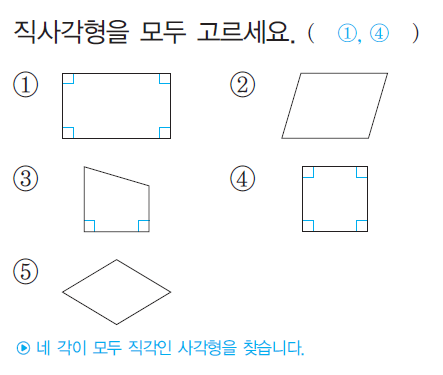 직사각형을 모두 고르세요. ( ①, ④ )
① ②
③ ④
⑤
네 각이 모두 직각인 사각형을 찾습니다.